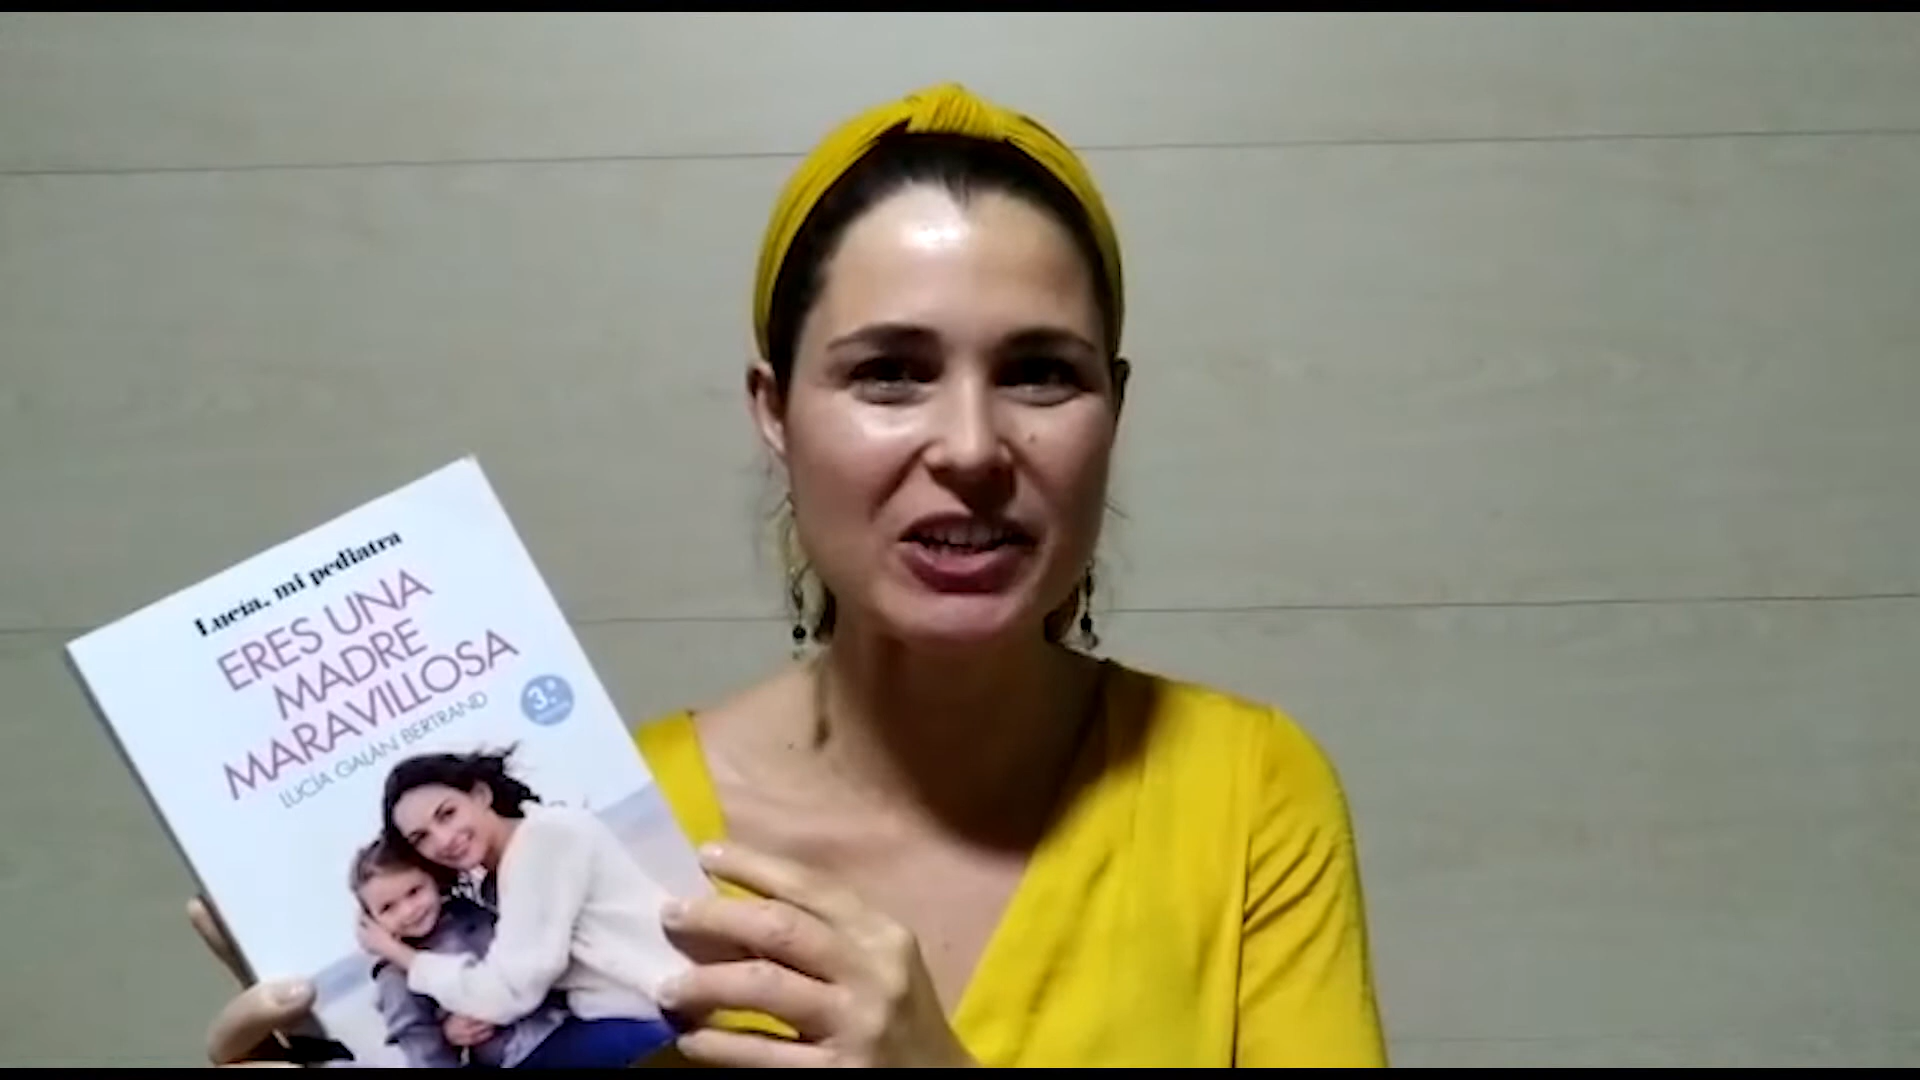 Lucía, mi pediatra
ERES UNA
MADRE
MARAVILLOSA
LUCÍA GALÁN BERTRAND
3.ª